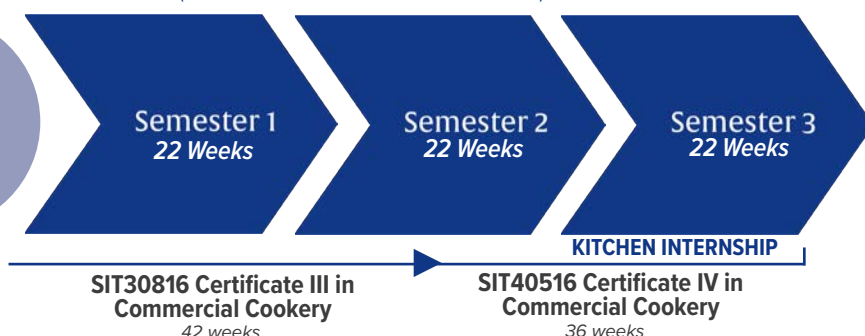 Semester 1
22 Weeks
Semester 2
22 Weeks
Semester 3
22 Weeks
KITCHEN INTERNSHIP
SIT30816 Certificate III in
Commercial Cookery
42 weeks
SIT40516 Certificate IV in
Commercial Cookery
36 weeks